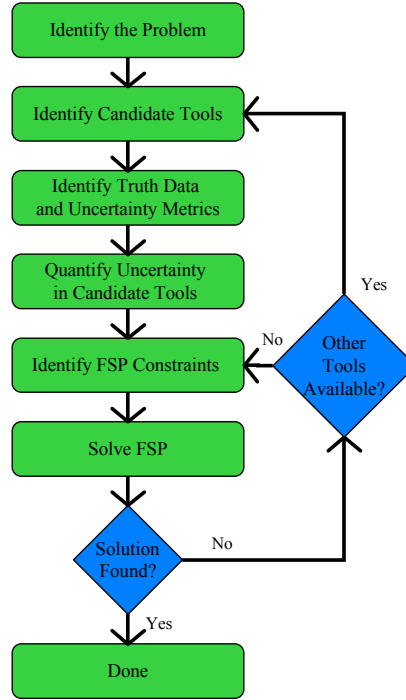 Identify the Problem
Identify Candidate Tools
Identify Truth Data
and Uncertainty Metrics
Quantify Uncertainty
in Candidate Tools
Yes
No
Other
Tools
Available?
Identify FSP Constraints
Solve FSP
Solution
Found?
No
Yes
Done